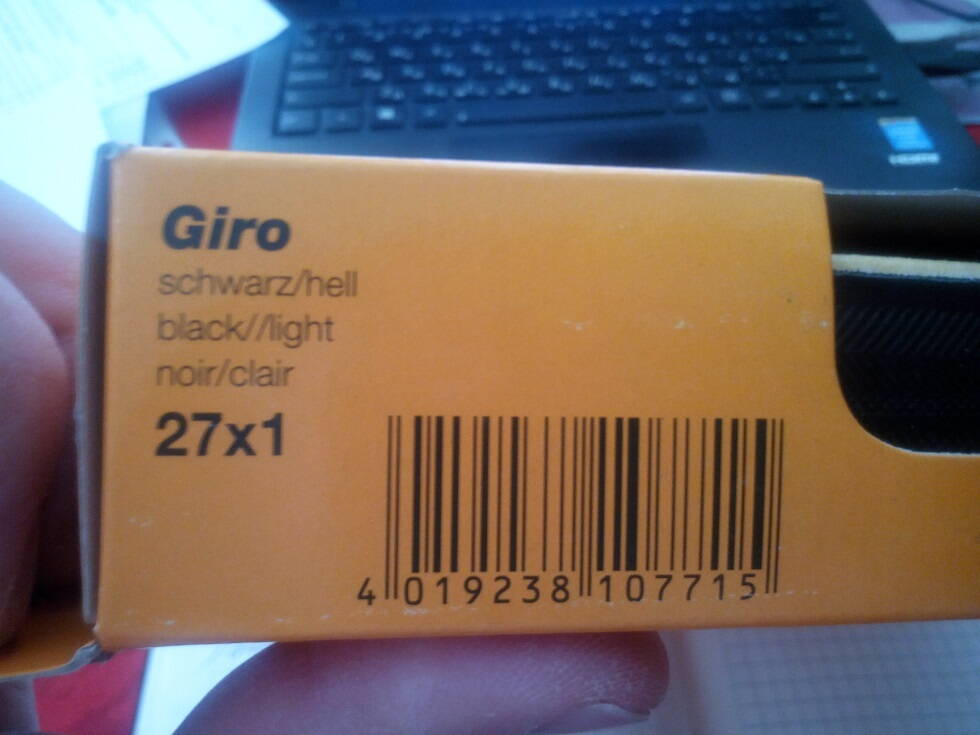 Giro
schwarz/hell
black//light
noir/clair
27x1
4 019238 107715